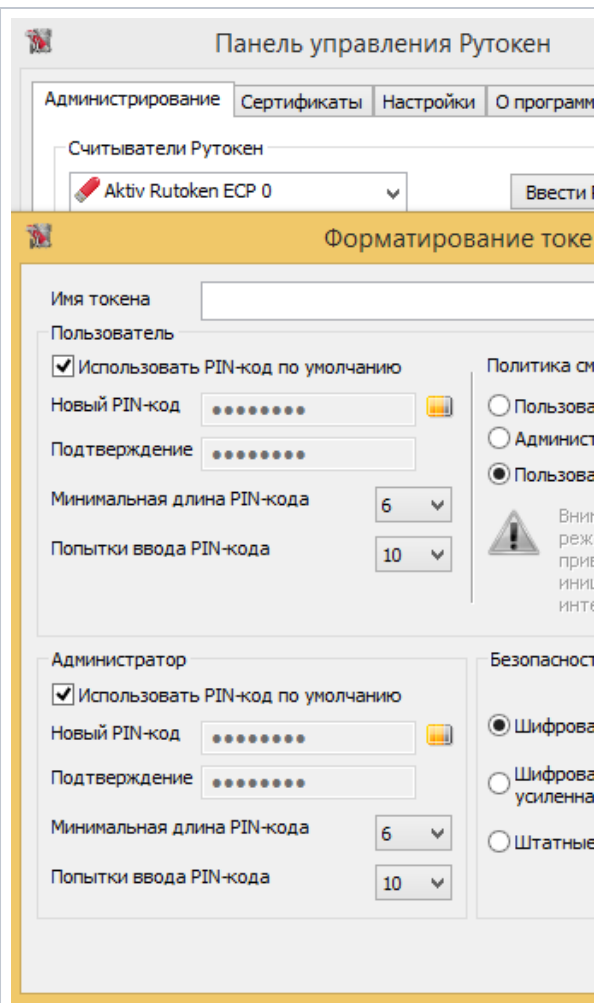 Панель управления Рутокен
Администрирование Сертификаты Настройки О программ
Считыватели Рутокен
Aktiv Rutoken ECP 0
Ввести
Форматирование токе
Имя токена
Пользователь
Использовать PIN-код по умолчанию
Новый PIN-код
Подтверждение
Минимальная длина PIN-кода
6
Попытки ввода PIN-кода
10
Политика см
Пользова
Админист
Пользова
Вни
реж
при
ини
инте
Администратор
Использовать PIN-код по умолчанию
Новый PIN-код
Подтверждение
Минимальная длина PIN-кода
6
Попытки ввода PIN-кода
10
Безопасност
Шифрова
Шифрова
усиленна
Штатные